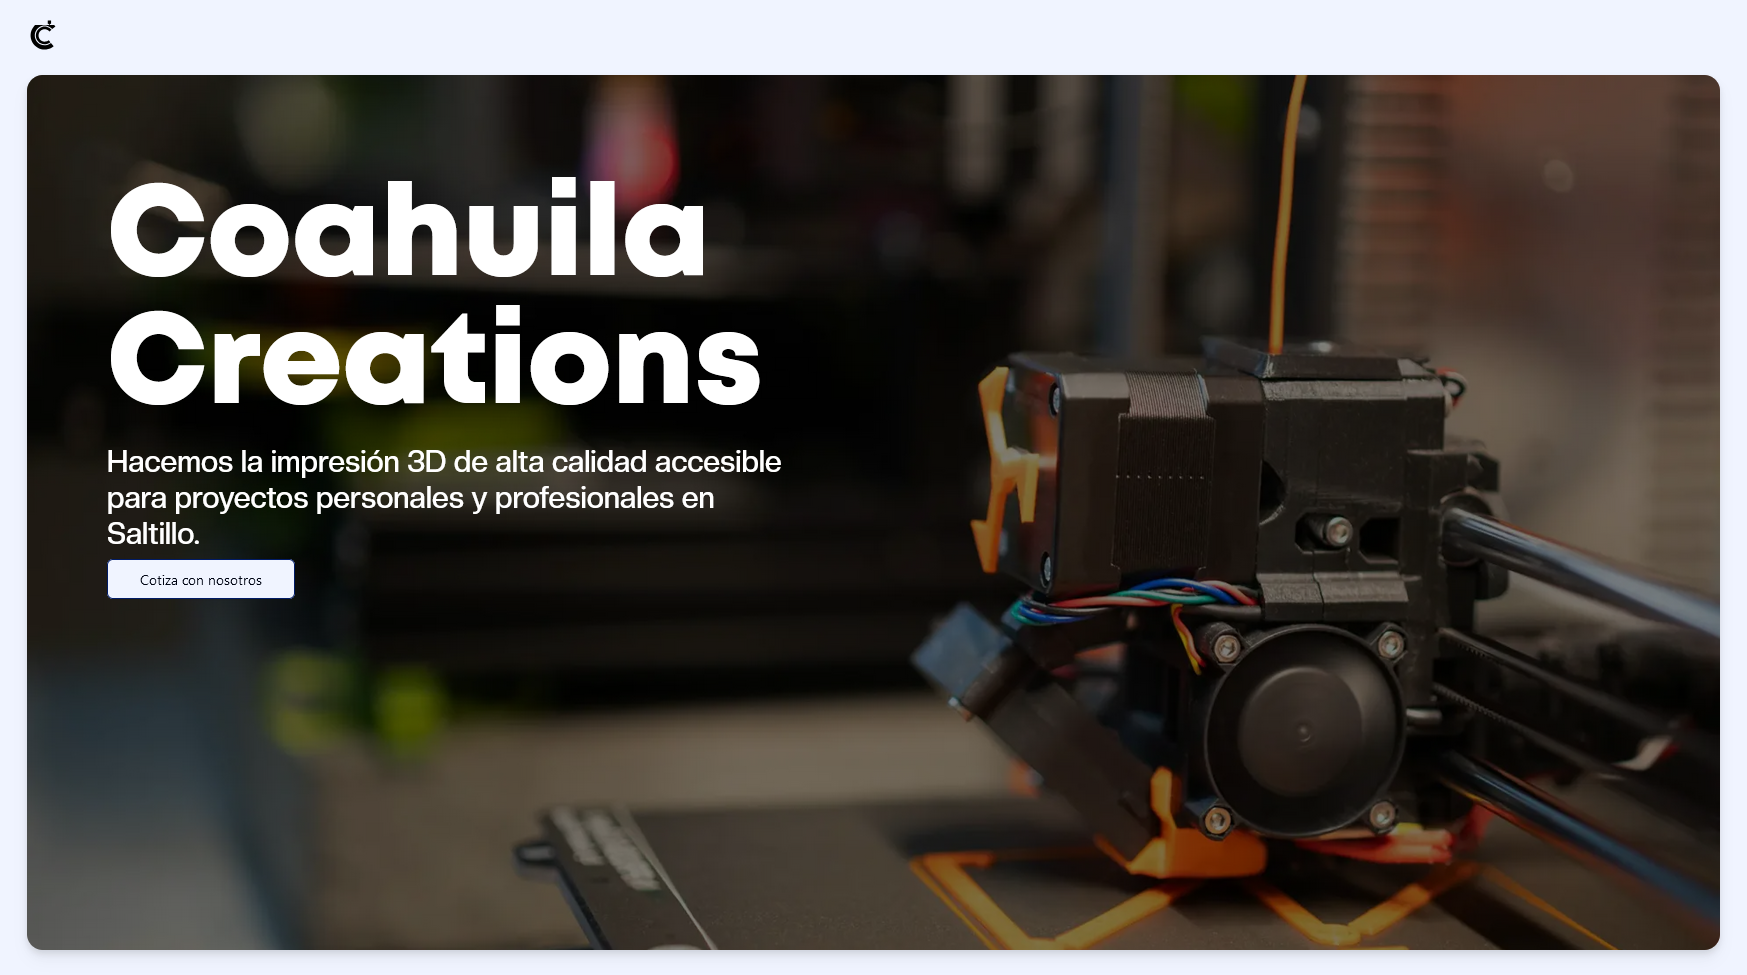 Coahuila
Creations
Hacemos la impresión 3D de alta calidad accesible
para proyectos personales y profesionales en
Saltillo.
Cotiza con nosotros